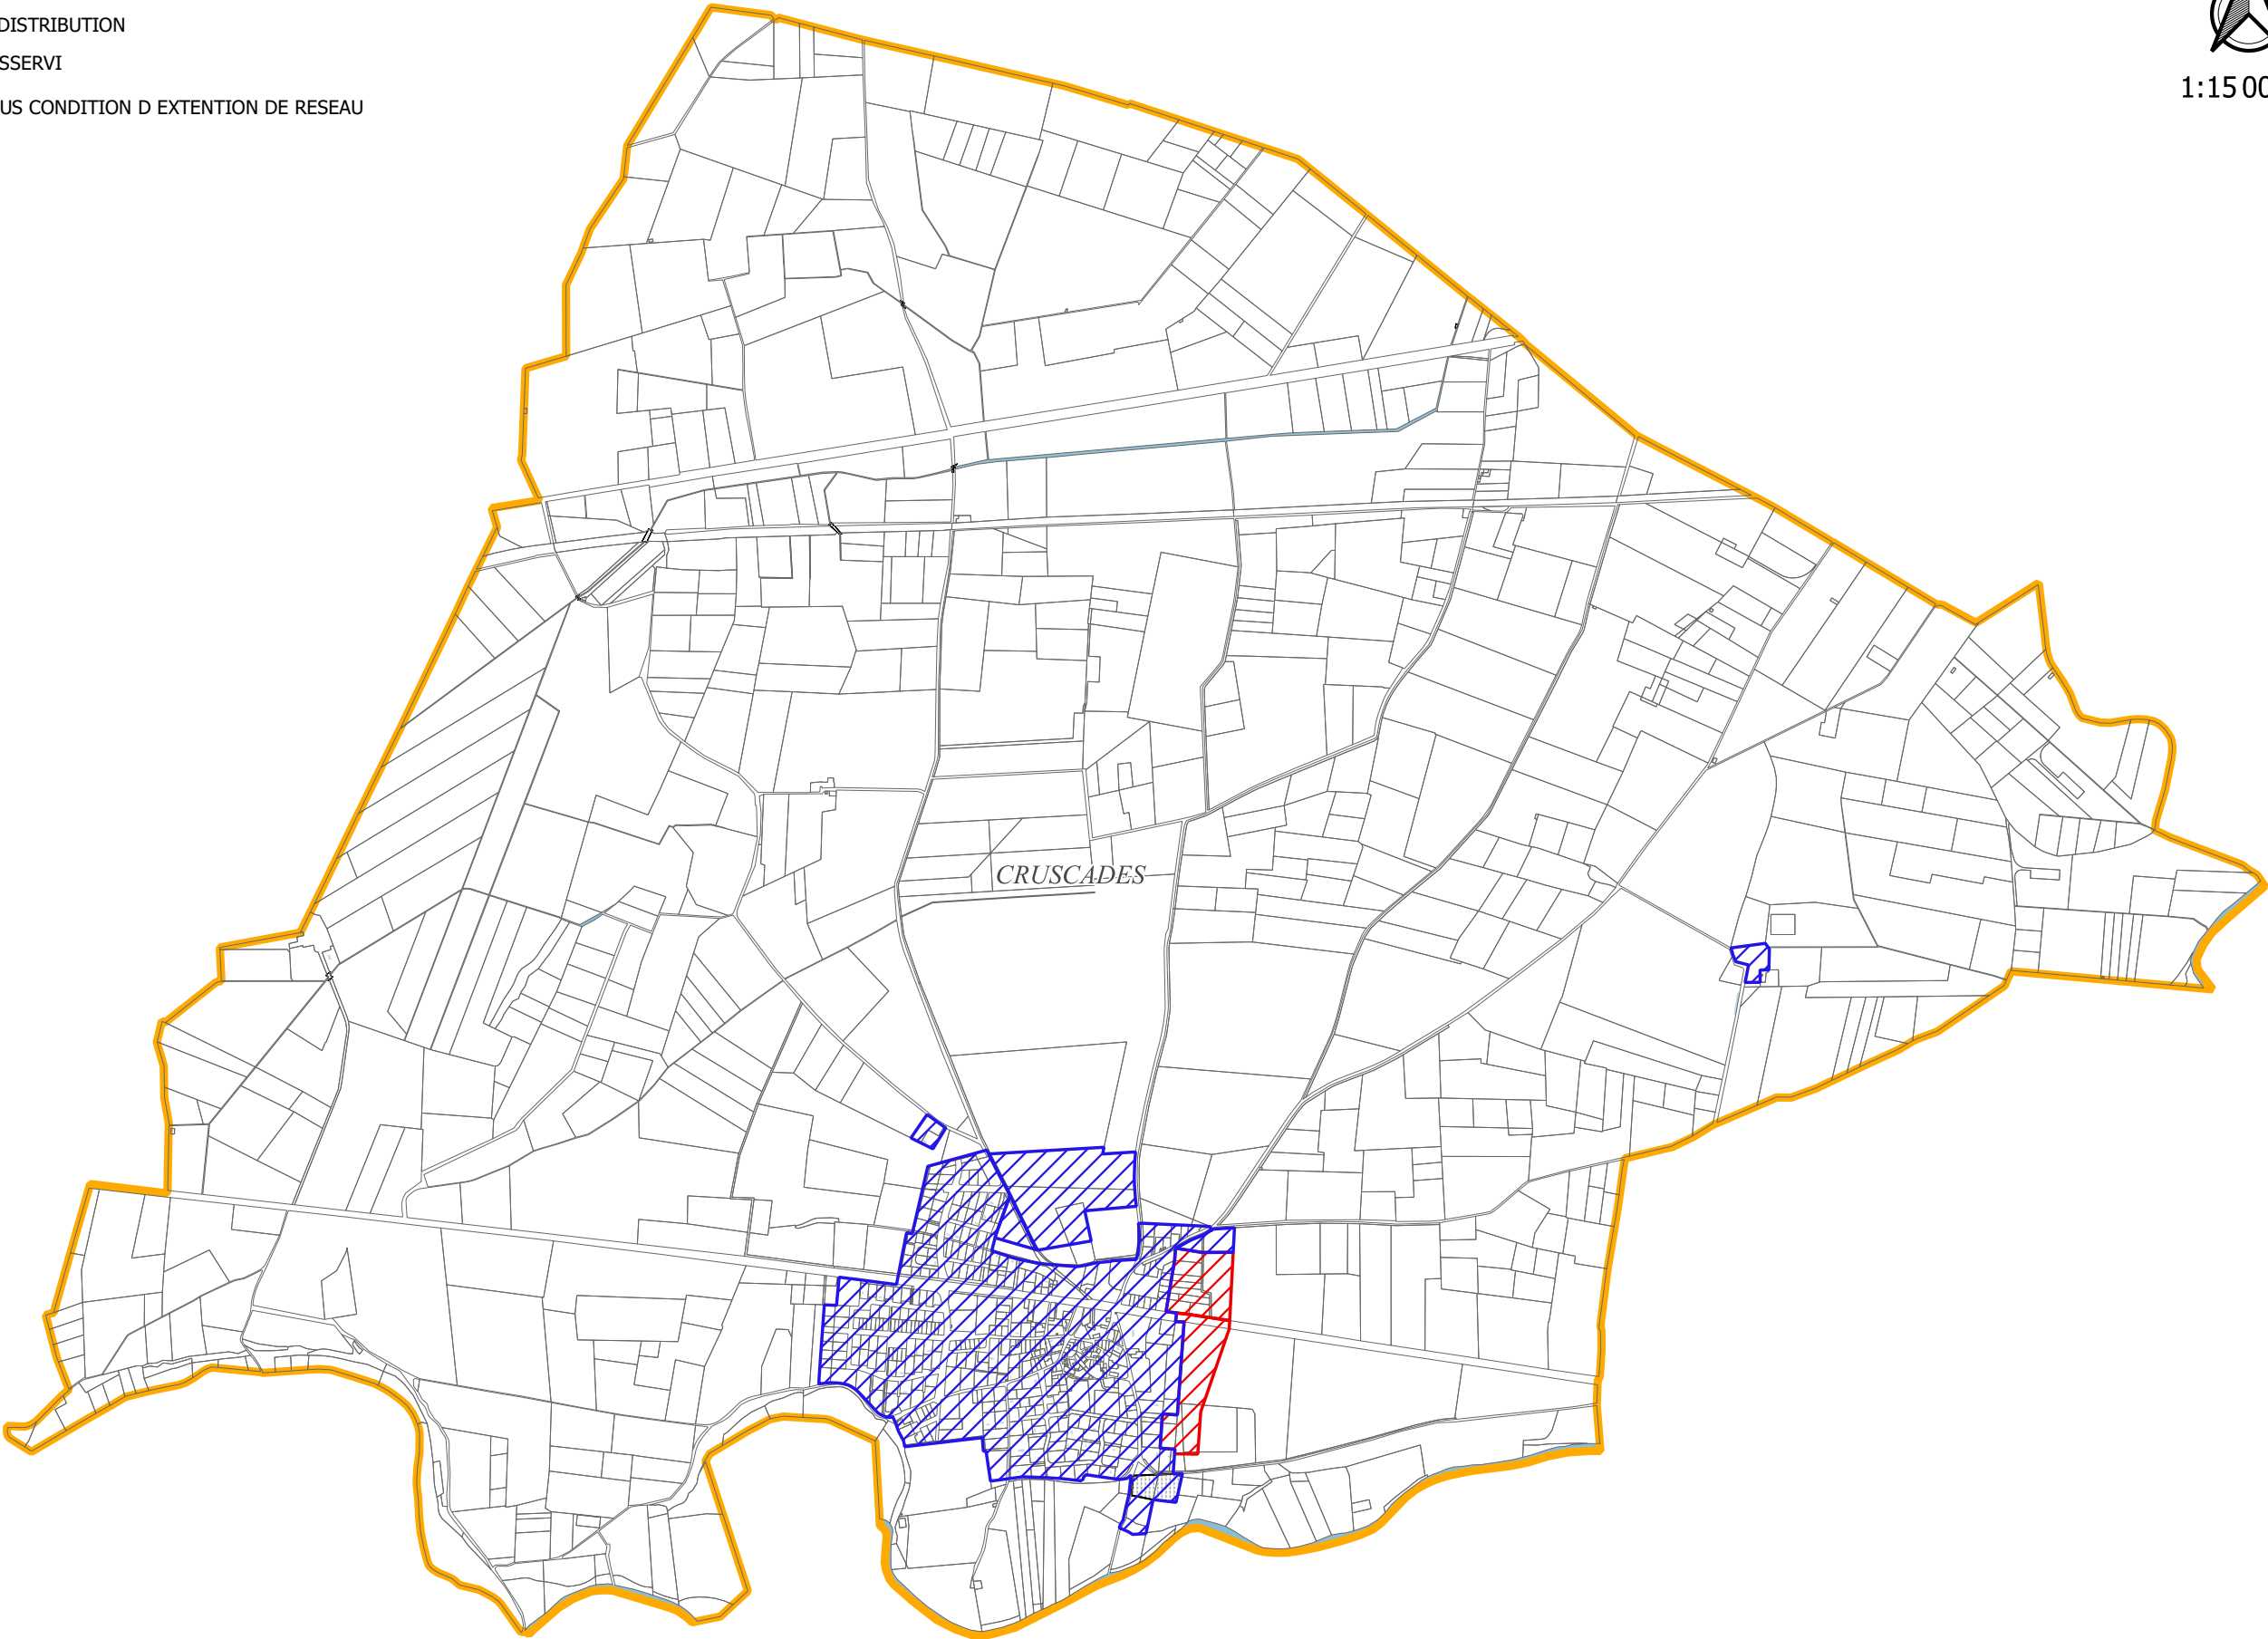 DISTRIBUTION
SSERVI
US CONDITION D EXTENTION DE RESEAU
1:15 00
CRUSCADES